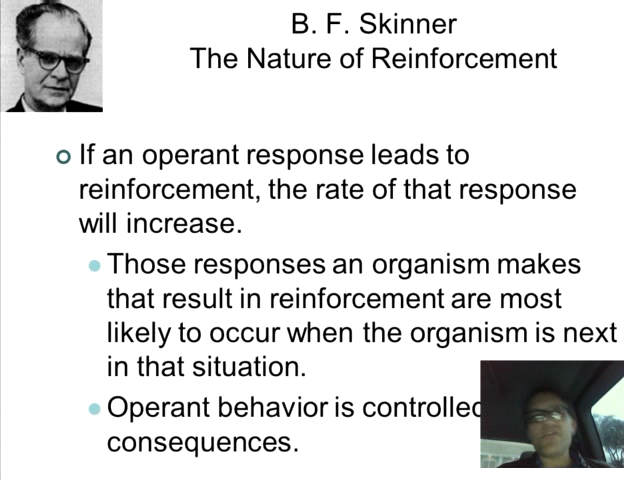 B. F. Skinner
The Nature of Reinforcement
If an operant response leads to
reinforcement, the rate of that response
will increase.
Those responses an organism makes
that result in reinforcement are most
likely to occur when the organism is next
in that situation.
Operant behavior is controlled
consequences.